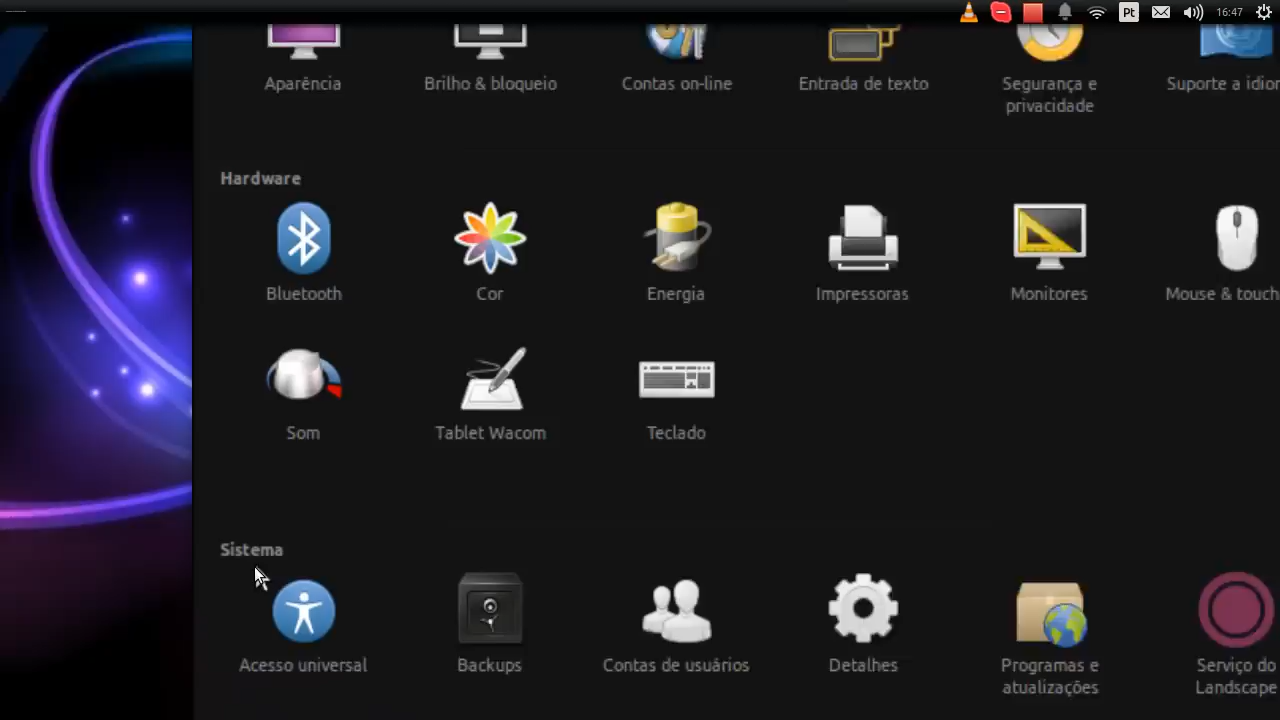 Pt 16:47
Aparência Brilho & bloqueio Contas on-line Entrada de texto Segurança e privacidade Suporte a idior
Hardware
Bluetooth Cor Energia Impressoras Monitores Mouse & touch
Som Tablet Wacom Teclado
Sistema
Acesso universal Backups Contas de usuários Detalhes Programas e atualizações Serviço do Landscape